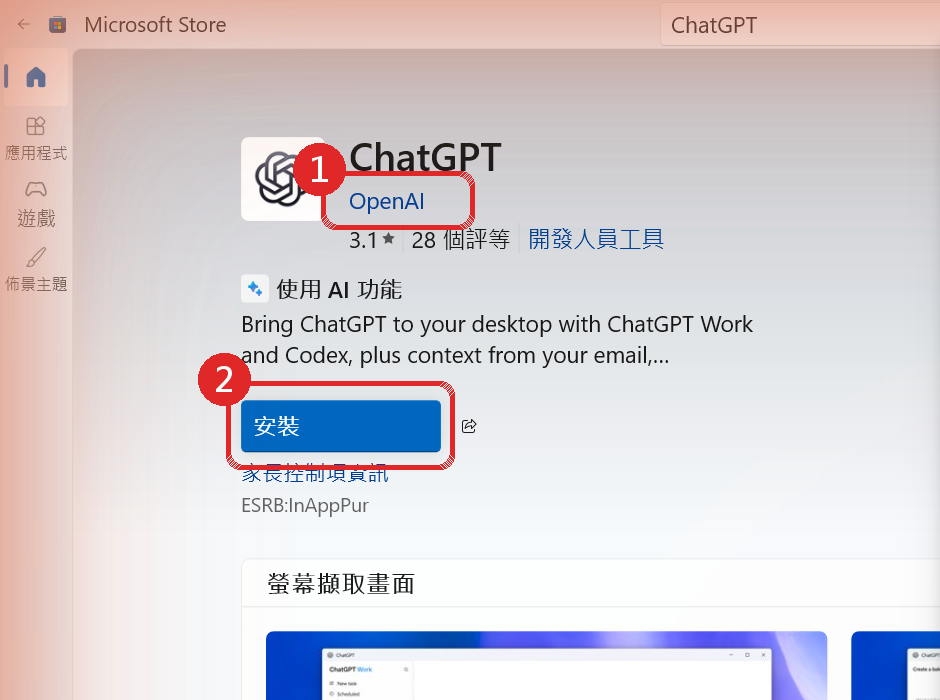 Microsoft Store
ChatGPT
應用程式
遊戲
佈景主題
ChatGPT
1
OpenAI
3.1★ 28 個評等 開發人員工具
使用 AI 功能
Bring ChatGPT to your desktop with ChatGPT Work
and Codex, plus context from your email,...
2
安裝
家長控制項資訊
ESRB:InAppPur
螢幕擷取畫面
ChatGPT
ChatGPT Work
New task
Scheduled
ChatGPT